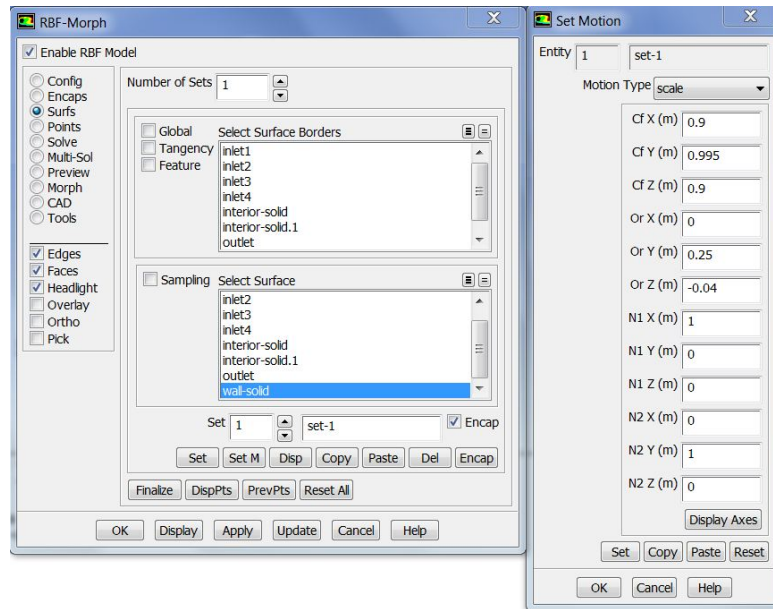 RBF-Morph
Enable RBF Model
Config
Encaps
Surfs
Points
Solve
Multi-Sol
Preview
Morph
CAD
Tools
Edges
Faces
Headlight
Overlay
Ortho
Pick
Number of Sets 1
Global
Tangency
Feature
Select Surface Borders
inlet1
inlet2
inlet3
inlet4
interior-solid
interior-solid.1
outlet
Sampling Select Surface
inlet2
inlet3
inlet4
interior-solid
interior-solid.1
outlet
wall-solid
Set 1 set-1 Encap
Set Set M Disp Copy Paste Del Encap
Finalize DispPts PrevPts Reset All
OK Display Apply Update Cancel Help
Set Motion
Entity 1 set-1
Motion Type scale
Cf X (m) 0.9
Cf Y (m) 0.995
Cf Z (m) 0.9
Or X (m) 0
Or Y (m) 0.25
Or Z (m) -0.04
N1 X (m) 1
N1 Y (m) 0
N1 Z (m) 0
N2 X (m) 0
N2 Y (m) 1
N2 Z (m) 0
Display Axes
Set Copy Paste Reset
OK Cancel Help